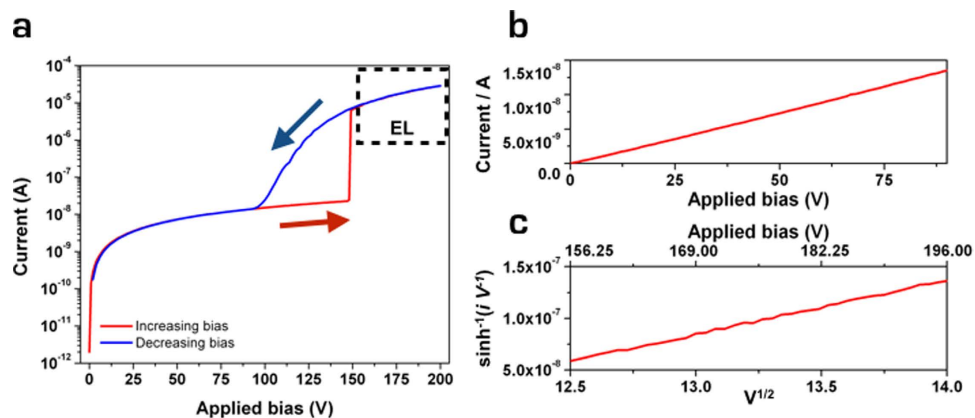 a
Current (A)
10⁻⁴
10⁻⁵
10⁻⁶
10⁻⁷
10⁻⁸
10⁻⁹
10⁻¹⁰
10⁻¹¹
10⁻¹²
EL
Increasing bias
Decreasing bias
0 25 50 75 100 125 150 175 200
Applied bias (V)
b
Current / A
1.5x10⁻⁸
1.0x10⁻⁸
5.0x10⁻⁹
0.0
0 25 50 75
Applied bias (V)
c
Applied bias (V)
156.25 169.00 182.25 196.00
sinh⁻¹(i V⁻¹)
1.5x10⁻⁷
1.0x10⁻⁷
5.0x10⁻⁸
12.5 13.0 13.5 14.0
V¹ᐟ²